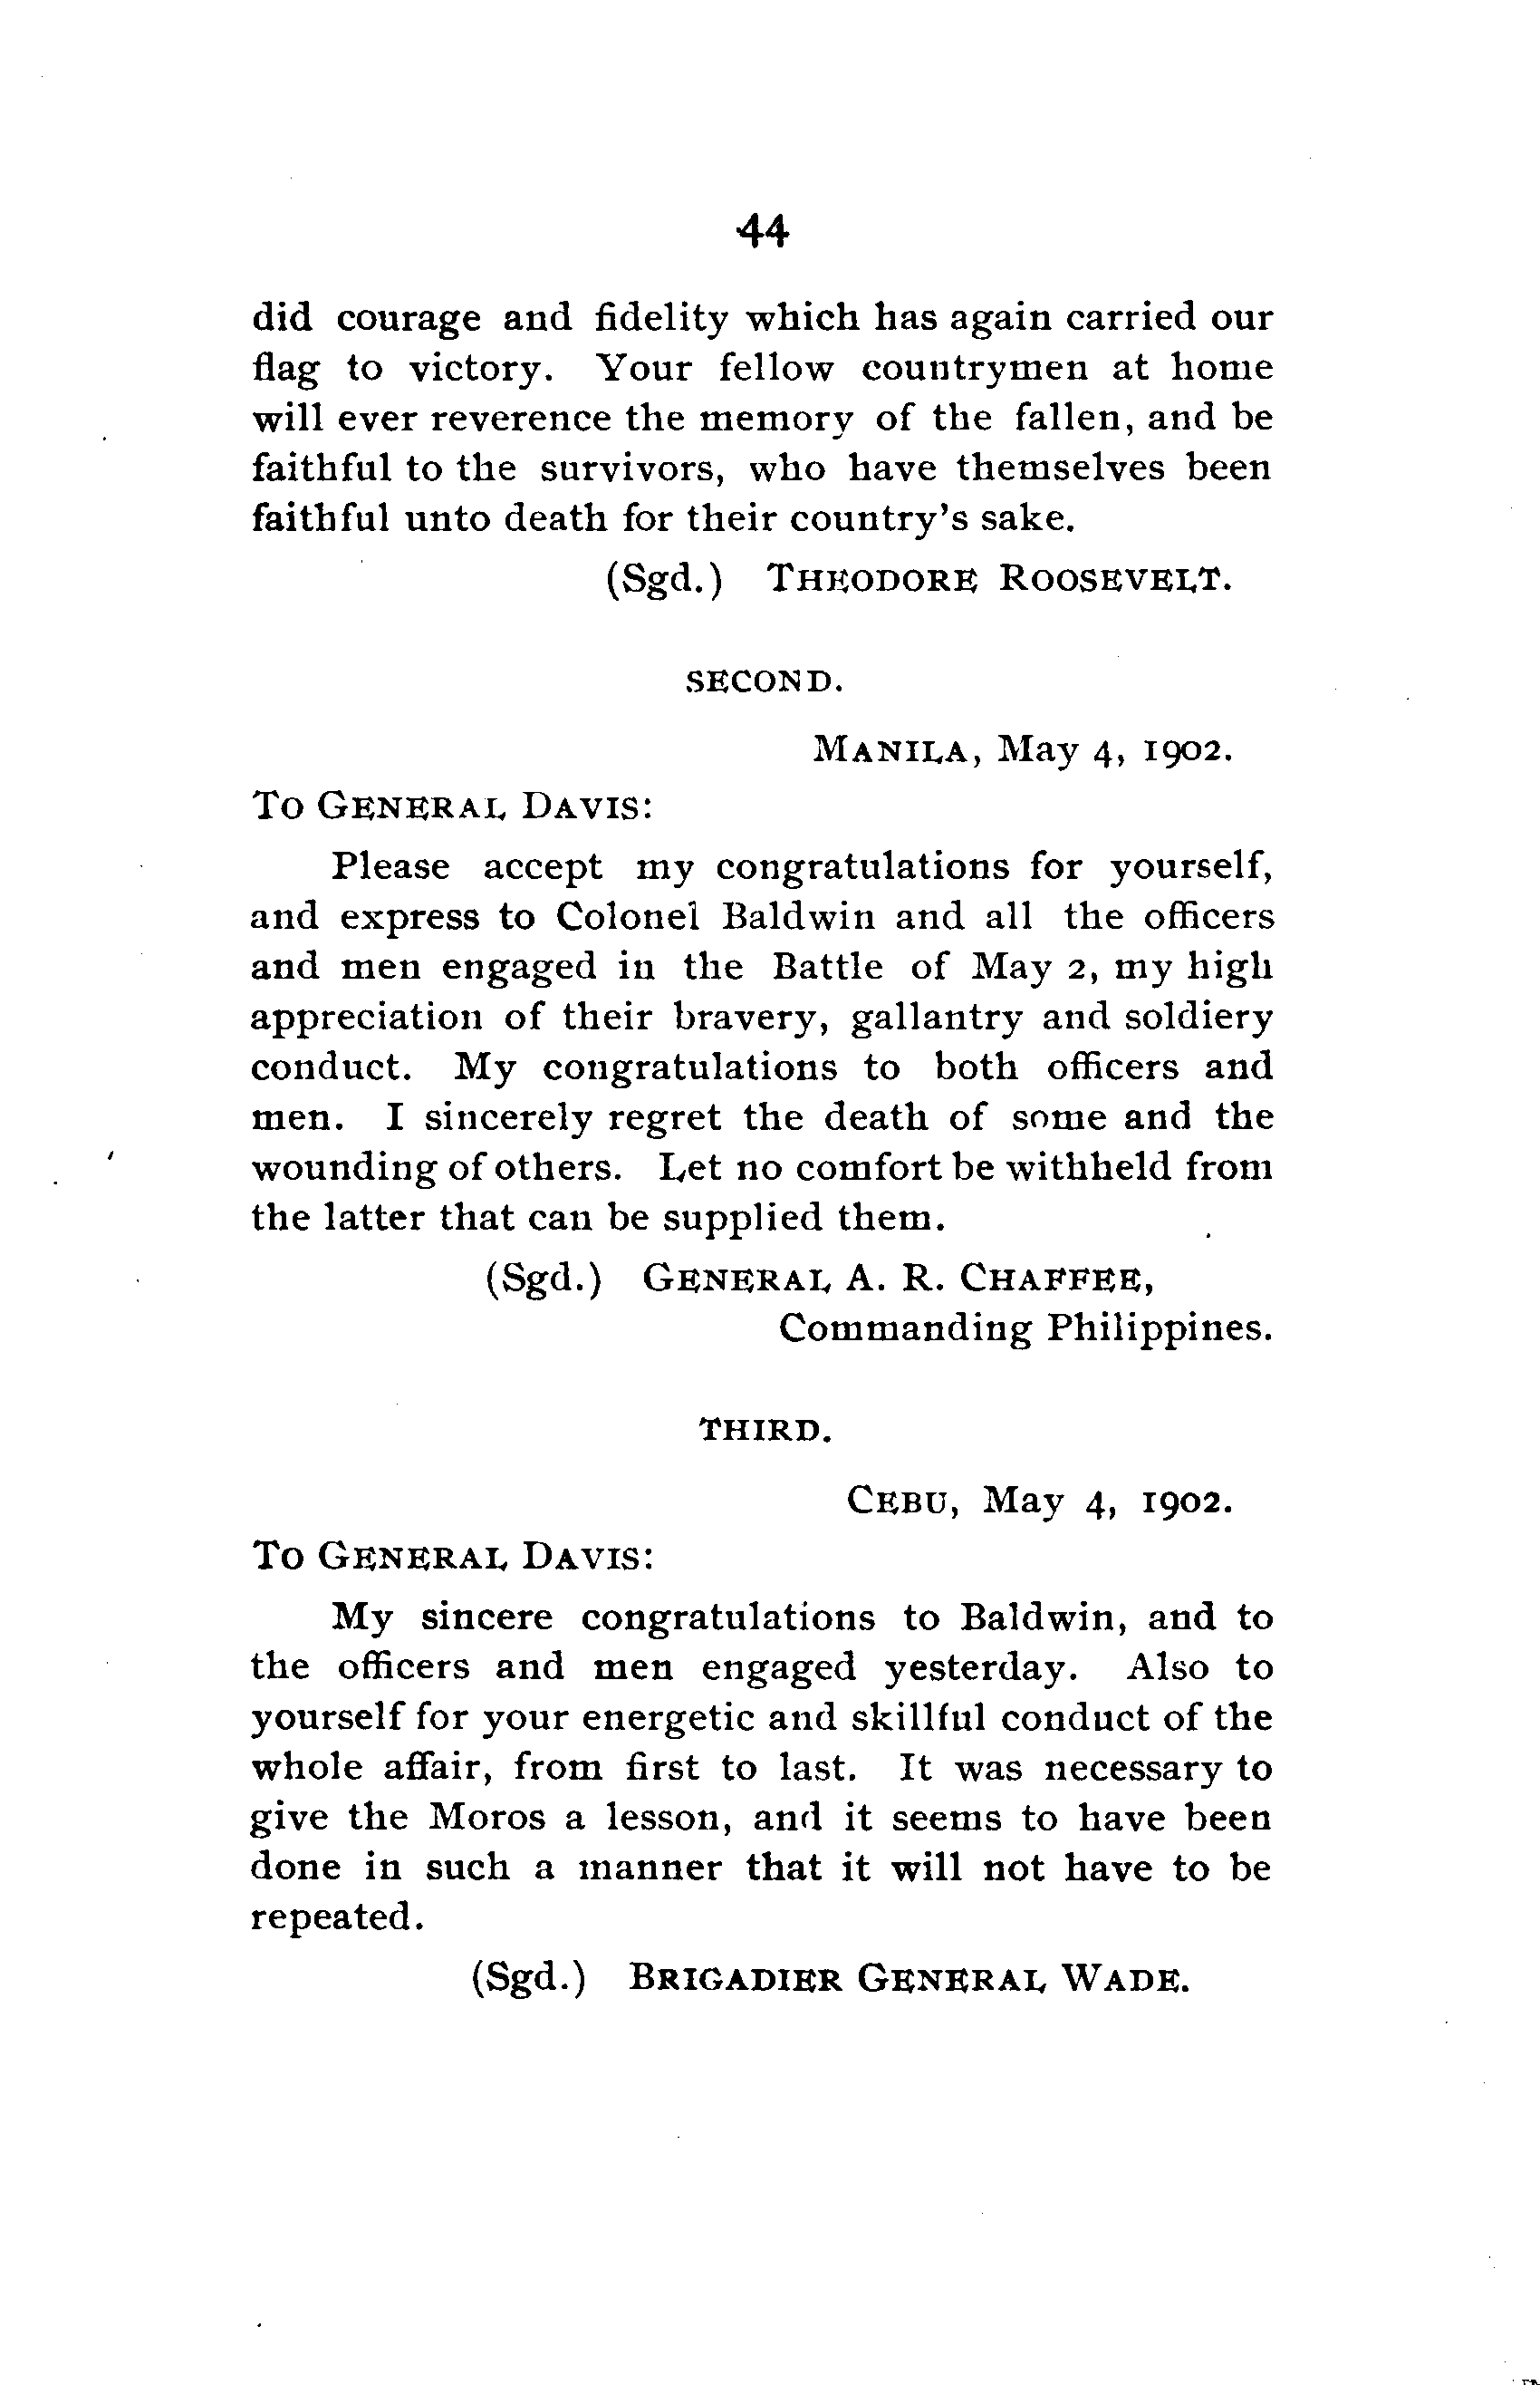 44
did courage and fidelity which has again carried our
flag to victory. Your fellow countrymen at home
will ever reverence the memory of the fallen, and be
faithful to the survivors, who have themselves been
faithful unto death for their country's sake.
(Sgd.) THEODORE ROOSEVELT.
SECOND.
MANILA, May 4, 1902.
TO GENERAL DAVIS:
Please accept my congratulations for yourself,
and express to Colonel Baldwin and all the officers
and men engaged in the Battle of May 2, my high
appreciation of their bravery, gallantry and soldiery
conduct. My congratulations to both officers and
men. I sincerely regret the death of some and the
wounding of others. Let no comfort be withheld from
the latter that can be supplied them.
(Sgd.) GENERAL A. R. CHAFFEE,
Commanding Philippines.
THIRD.
CEBU, May 4, 1902.
TO GENERAL DAVIS:
My sincere congratulations to Baldwin, and to
the officers and men engaged yesterday. Also to
yourself for your energetic and skillful conduct of the
whole affair, from first to last. It was necessary to
give the Moros a lesson, and it seems to have been
done in such a manner that it will not have to be
repeated.
(Sgd.) BRIGADIER GENERAL WADE.